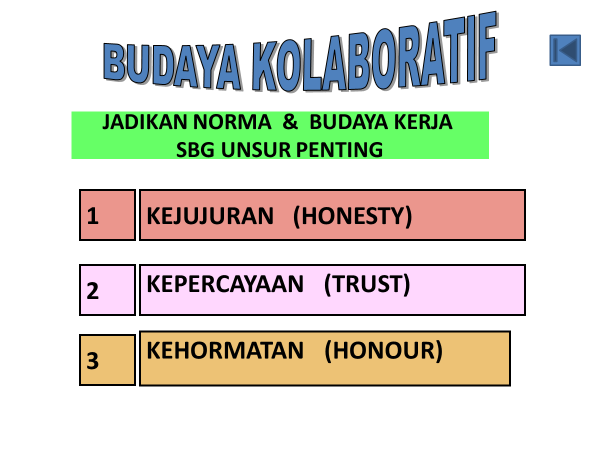 BUDAYA KOLABORATIF
JADIKAN NORMA & BUDAYA KERJA
SBG UNSUR PENTING
1 KEJUJURAN (HONESTY)
2 KEPERCAYAAN (TRUST)
3 KEHORMATAN (HONOUR)